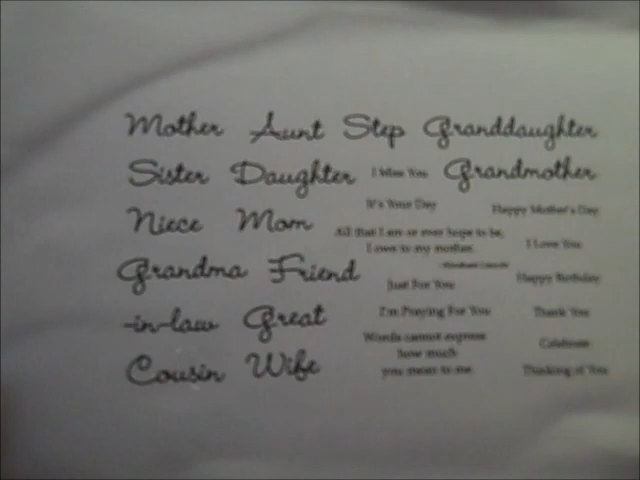 Mother Aunt Step Granddaughter
Sister Daughter I Miss You Grandmother
It's Your Day Happy Mother's Day
Niece Mom
All that I am or ever hope to be,
I owe to my mother.
-Abraham Lincoln
I Love You
Grandma Friend
Just For You Happy Birthday
-in-law Great I'm Praying For You Thank You
Words cannot express
how much
you mean to me.
Celebrate
Cousin Wife Thinking of You